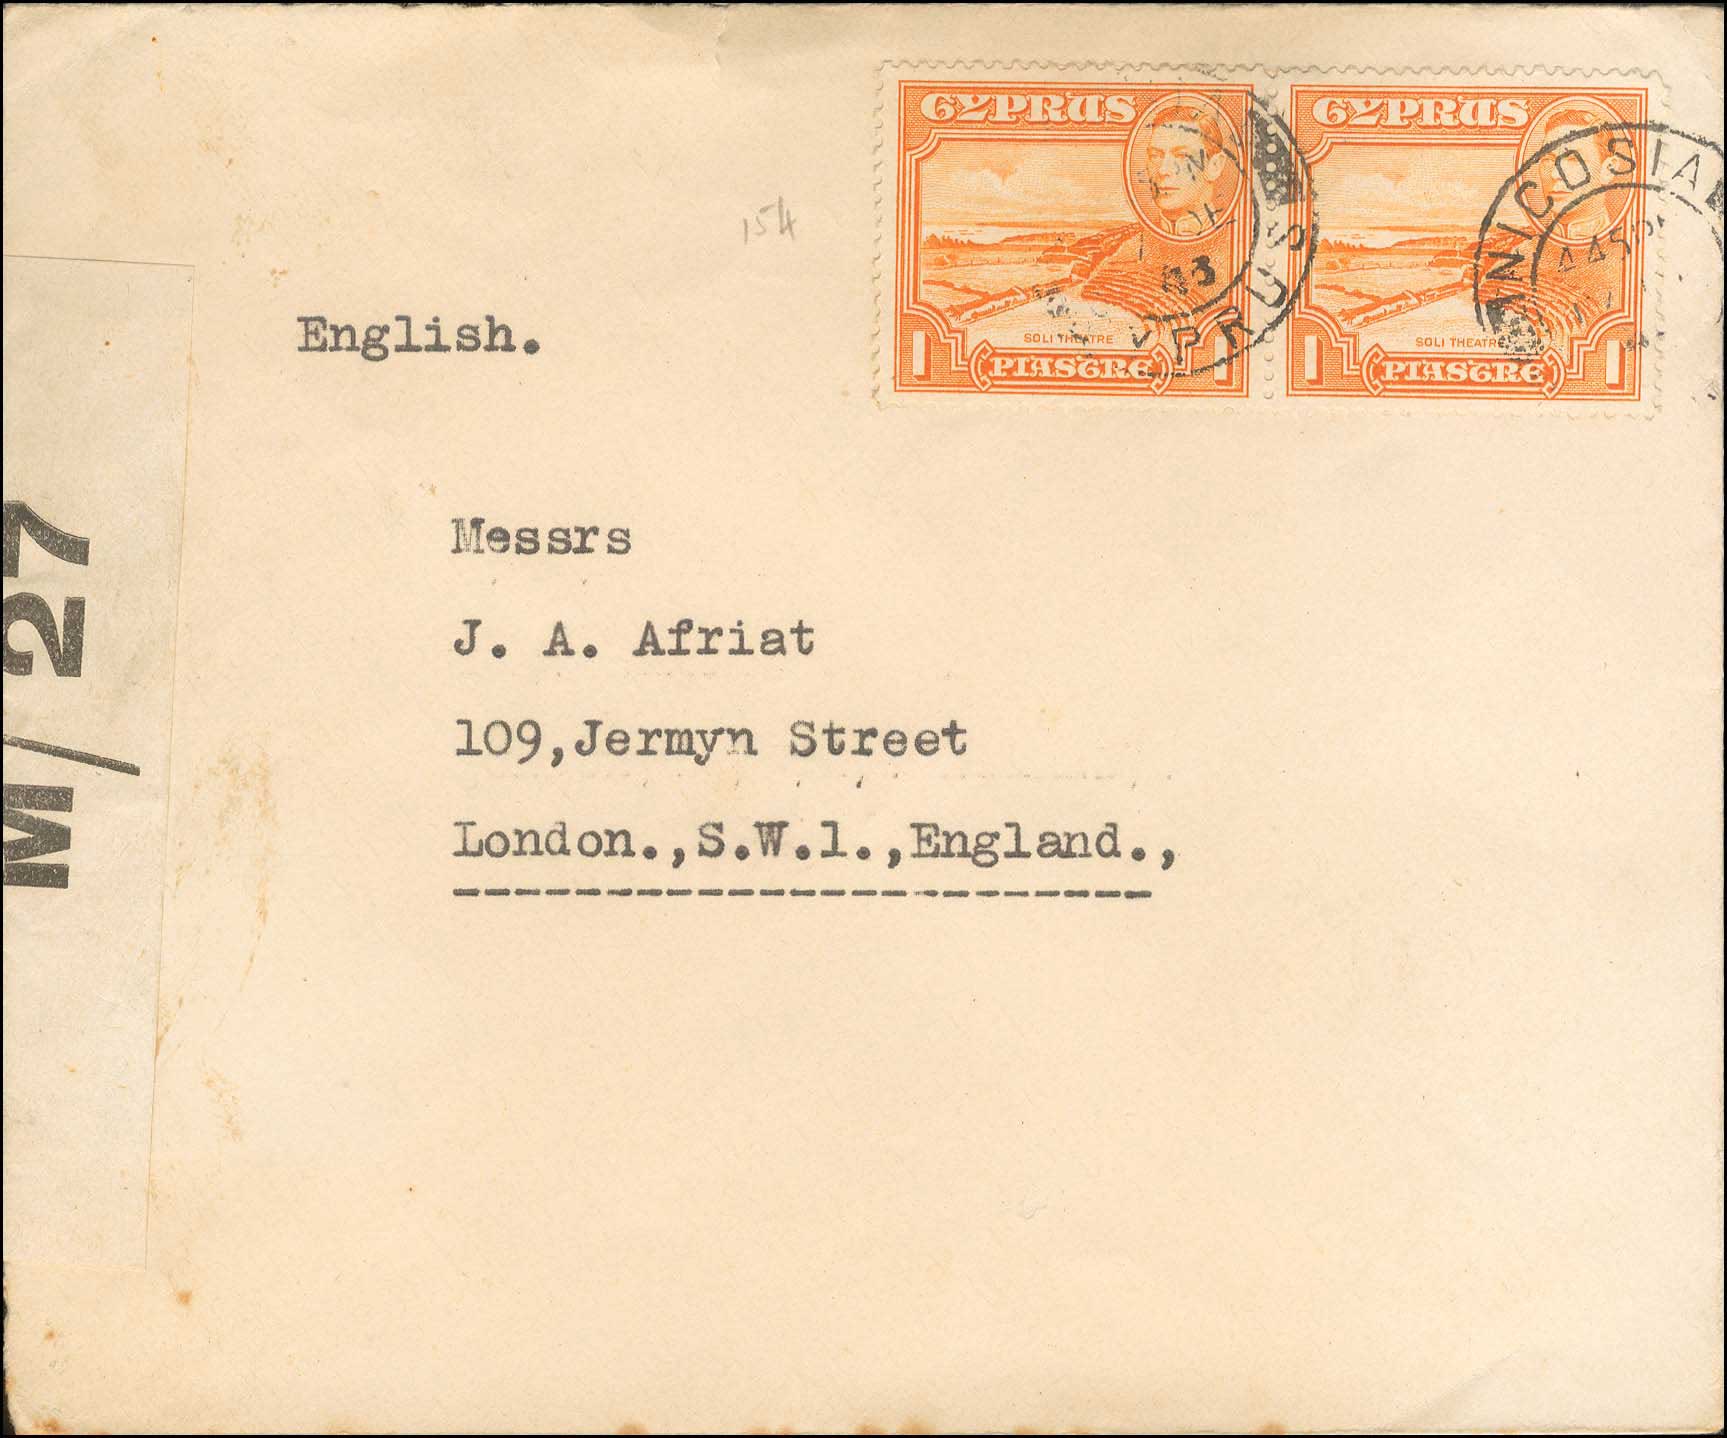 CYPRUS
CYPRUS
SOLI THEATRE
SOLI THEATRE
1 PIASTRE 1
1 PIASTRE 1
NICOSIA
CYPRUS
154
English.
Messrs
J. A. Afriat
109,Jermyn Street
London.,S.W.1.,England.,
M/27